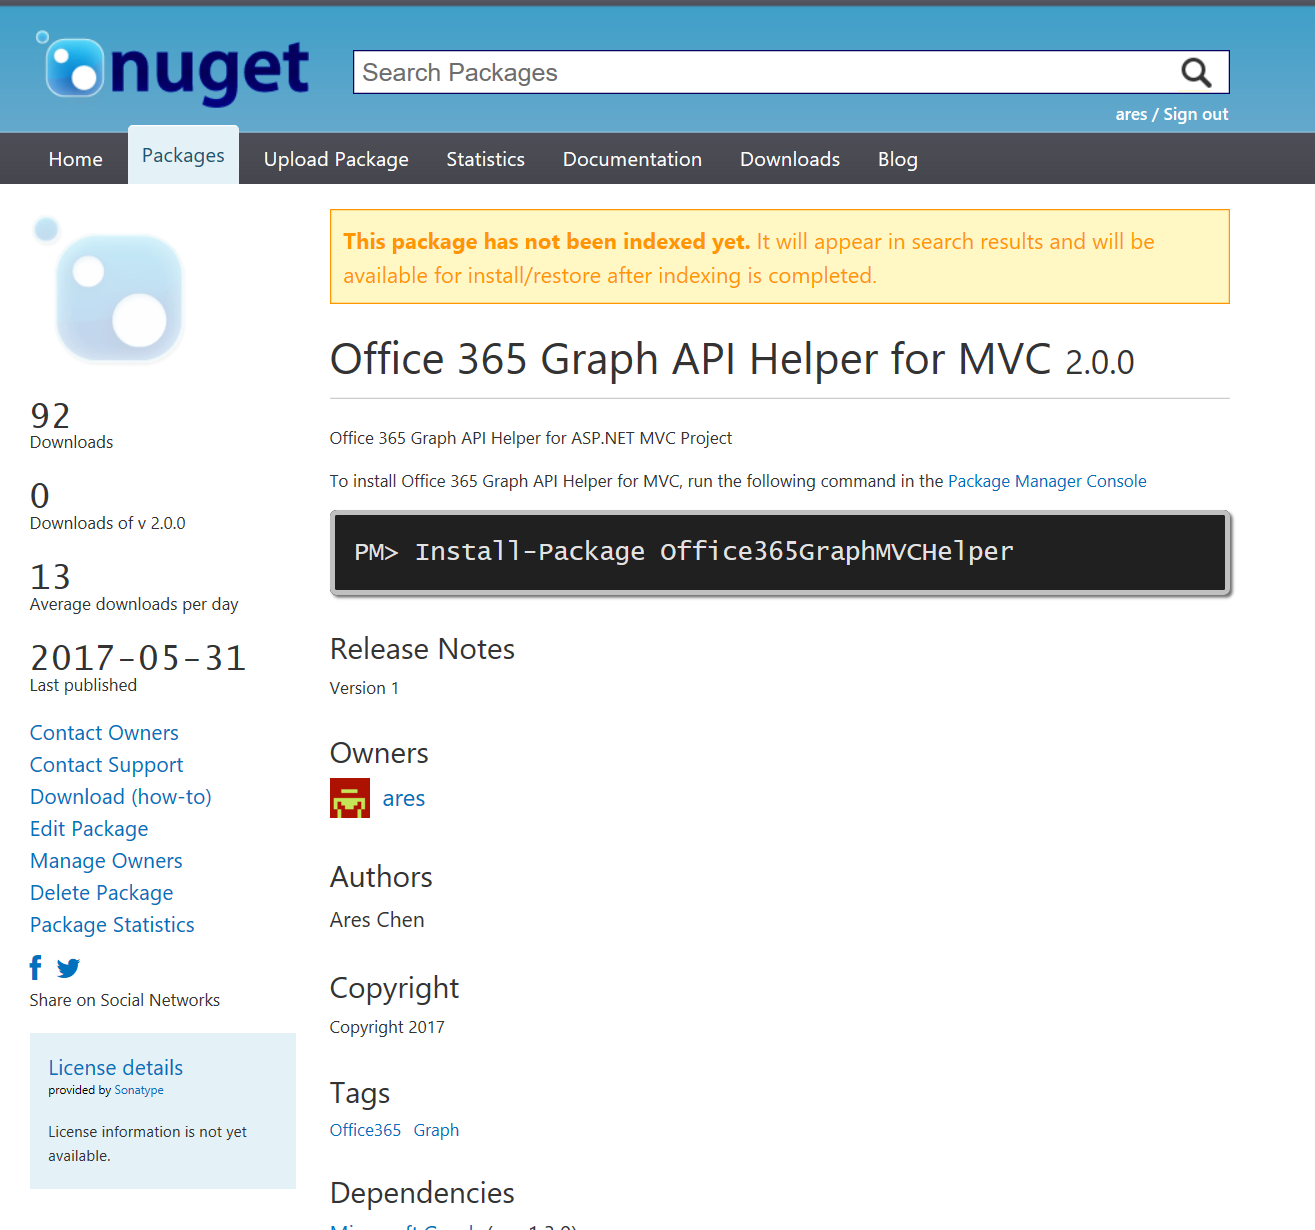 nuget
Search Packages
ares / Sign out
Home Packages Upload Package Statistics Documentation Downloads Blog
This package has not been indexed yet. It will appear in search results and will be
available for install/restore after indexing is completed.
Office 365 Graph API Helper for MVC 2.0.0
92
Downloads
0
Downloads of v 2.0.0
13
Average downloads per day
2017-05-31
Last published
Contact Owners
Contact Support
Download (how-to)
Edit Package
Manage Owners
Delete Package
Package Statistics
Share on Social Networks
License details
provided by Sonatype
License information is not yet
available.
Office 365 Graph API Helper for ASP.NET MVC Project
To install Office 365 Graph API Helper for MVC, run the following command in the Package Manager Console
PM> Install-Package Office365GraphMVCHelper
Release Notes
Version 1
Owners
ares
Authors
Ares Chen
Copyright
Copyright 2017
Tags
Office365 Graph
Dependencies